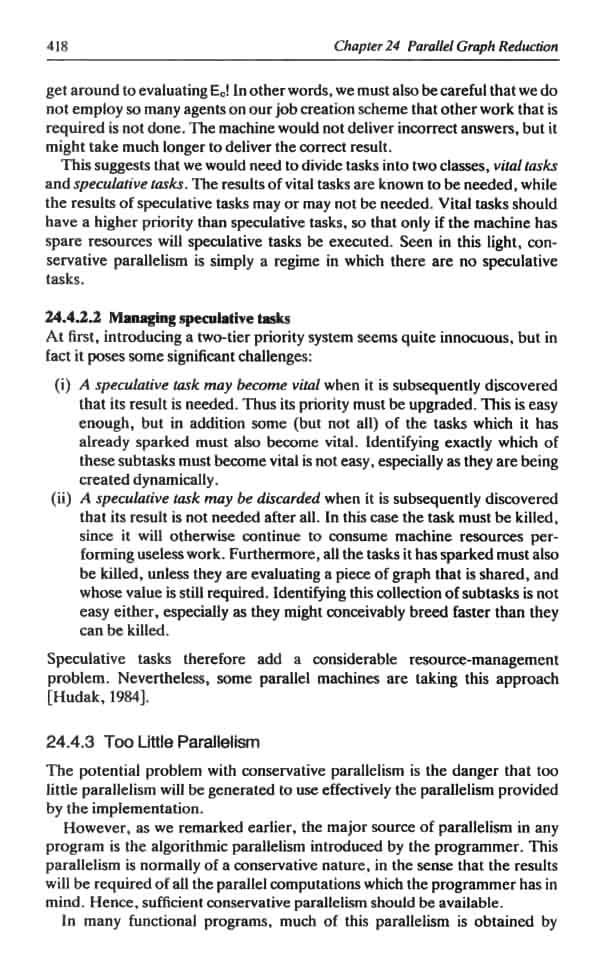 418 Chapter 24 Parallel Graph Reduction
get around to evaluating Eₑ! In other words, we must also be careful that we do
not employ so many agents on our job creation scheme that other work that is
required is not done. The machine would not deliver incorrect answers, but it
might take much longer to deliver the correct result.
This suggests that we would need to divide tasks into two classes, vital tasks
and speculative tasks. The results of vital tasks are known to be needed, while
the results of speculative tasks may or may not be needed. Vital tasks should
have a higher priority than speculative tasks, so that only if the machine has
spare resources will speculative tasks be executed. Seen in this light, con-
servative parallelism is simply a regime in which there are no speculative
tasks.
24.4.2.2 Managing speculative tasks
At first, introducing a two-tier priority system seems quite innocuous, but in
fact it poses some significant challenges:
(i) A speculative task may become vital when it is subsequently discovered
that its result is needed. Thus its priority must be upgraded. This is easy
enough, but in addition some (but not all) of the tasks which it has
already sparked must also become vital. Identifying exactly which of
these subtasks must become vital is not easy, especially as they are being
created dynamically.
(ii) A speculative task may be discarded when it is subsequently discovered
that its result is not needed after all. In this case the task must be killed,
since it will otherwise continue to consume machine resources per-
forming useless work. Furthermore, all the tasks it has sparked must also
be killed, unless they are evaluating a piece of graph that is shared, and
whose value is still required. Identifying this collection of subtasks is not
easy either, especially as they might conceivably breed faster than they
can be killed.
Speculative tasks therefore add a considerable resource-management
problem. Nevertheless, some parallel machines are taking this approach
[Hudak, 1984].
24.4.3 Too Little Parallelism
The potential problem with conservative parallelism is the danger that too
little parallelism will be generated to use effectively the parallelism provided
by the implementation.
However, as we remarked earlier, the major source of parallelism in any
program is the algorithmic parallelism introduced by the programmer. This
parallelism is normally of a conservative nature, in the sense that the results
will be required of all the parallel computations which the programmer has in
mind. Hence, sufficient conservative parallelism should be available.
In many functional programs, much of this parallelism is obtained by